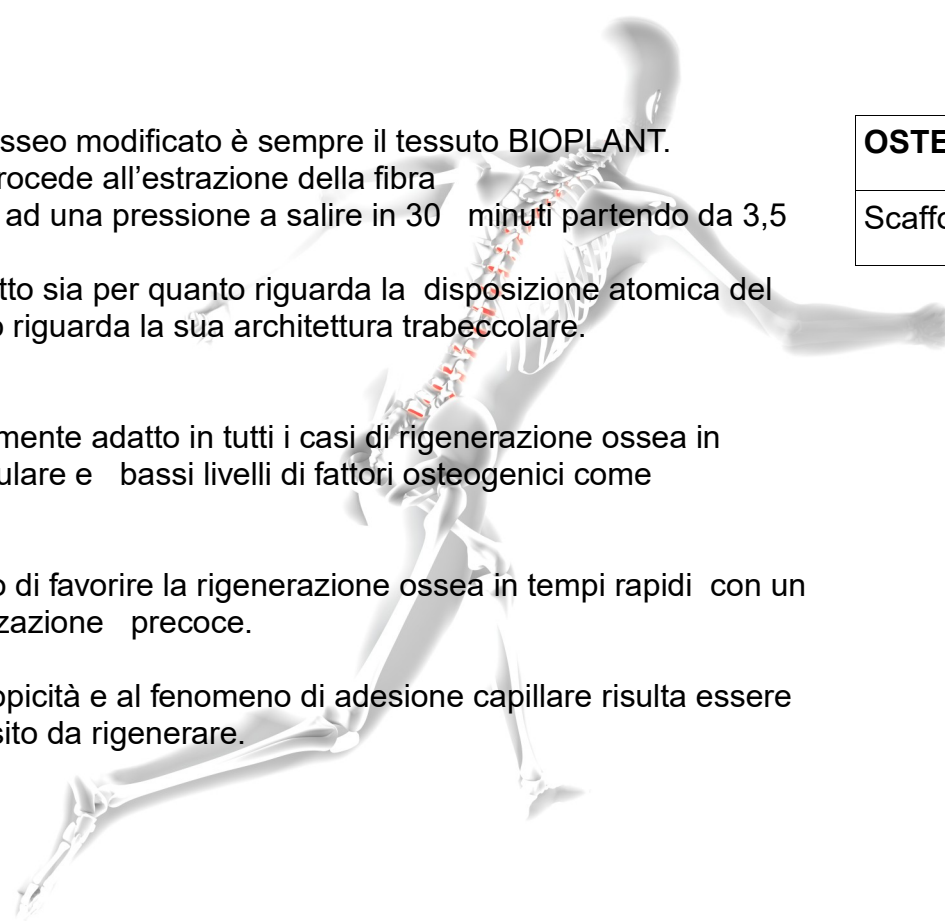 sseo modificato è sempre il tessuto BIOPLANT.
rocede all’estrazione della fibra
ad una pressione a salire in 30 minuti partendo da 3,5
tto sia per quanto riguarda la disposizione atomica del
o riguarda la sua architettura trabeccolare.
mente adatto in tutti i casi di rigenerazione ossea in
ulare e bassi livelli di fattori osteogenici come
o di favorire la rigenerazione ossea in tempi rapidi con un
zazione precoce.
opicità e al fenomeno di adesione capillare risulta essere
sito da rigenerare.
OSTE
Scaffo